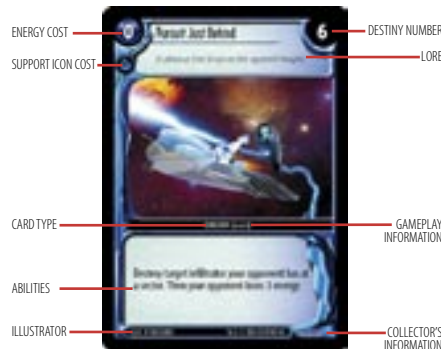 ENERGY COST
Pursuit Just Behind
6
DESTINY NUMBER
SUPPORT ICON COST
LORE
CARD TYPE
GAMEPLAY
INFORMATION
Destroy target infiltrator your opponent has at
a sector. Then your opponent loses 3 energy.
ABILITIES
ILLUSTRATOR
COLLECTOR'S
INFORMATION